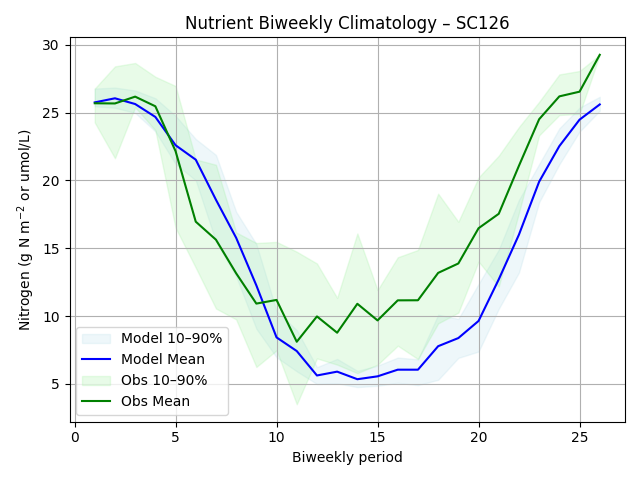 Nutrient Biweekly Climatology – SC126
Nitrogen (g N m⁻² or umol/L)
30
25
20
15
10
5
Model 10–90%
Model Mean
Obs 10–90%
Obs Mean
0
5
10
15
20
25
Biweekly period